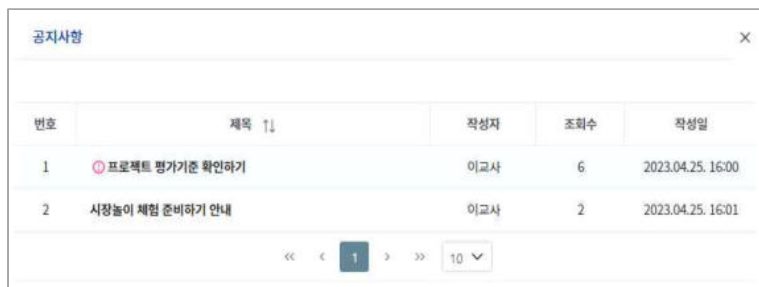 공지사항
번호 제목 작성자 조회수 작성일
1 프로젝트 평가기준 확인하기 이교사 6 2023.04.25. 16:00
2 시장놀이 체험 준비하기 안내 이교사 2 2023.04.25. 16:01
« ‹ 1 › » 10